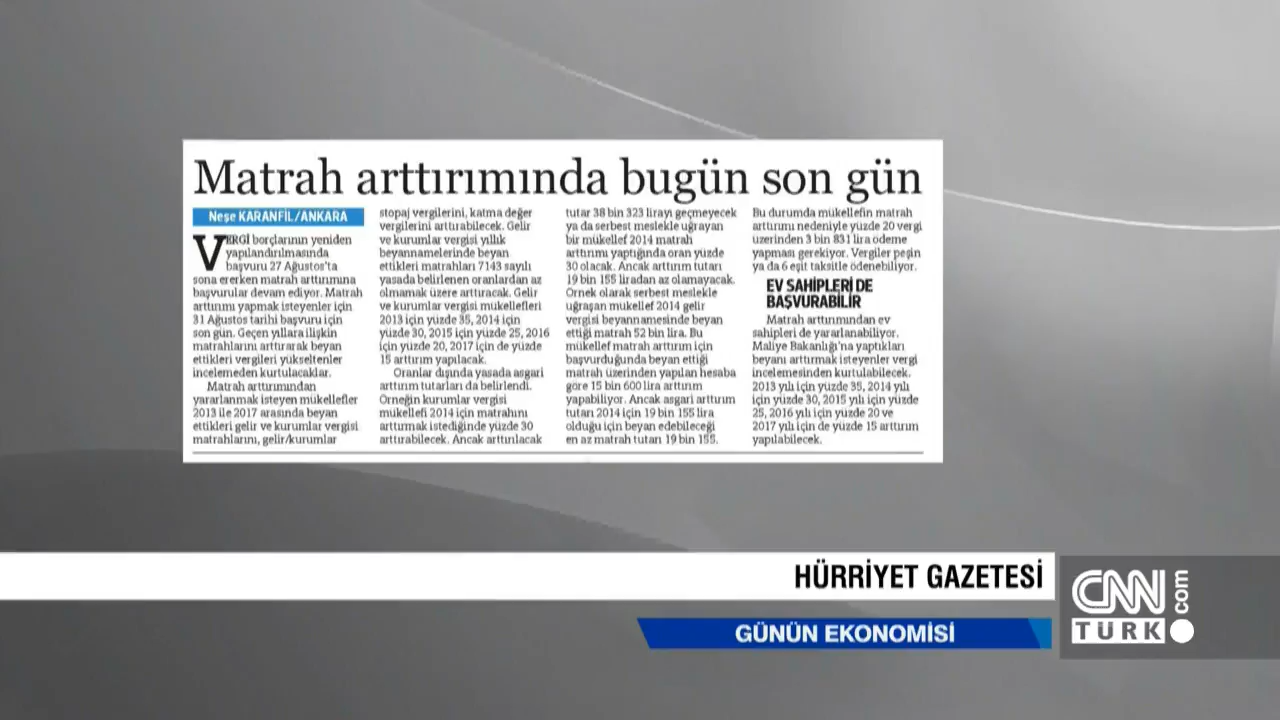 Matrah arttırımında bugün son gün
Neşe KARANFİL/ANKARA
VERGİ borçlarının yeniden
yapılandırılmasında
başvuru 27 Ağustos'ta
sona ererken matrah arttırımına
başvurular devam ediyor. Matrah
arttırımı yapmak isteyenler için
31 Ağustos tarihi başvuru için
son gün. Geçen yıllara ilişkin
matrahlarını arttırarak beyan
ettikleri vergileri yükseltenler
incelemeden kurtulacaklar.
Matrah arttırımından
yararlanmak isteyen mükellefler
2013 ile 2017 arasında beyan
ettikleri gelir ve kurumlar vergisi
matrahlarını, gelir/kurumlar
stopaj vergilerini, katma değer
vergilerini arttırabilecek. Gelir
ve kurumlar vergisi yıllık
beyannamelerinde beyan
ettikleri matrahları 7143 sayılı
yasada belirlenen oranlardan az
olmamak üzere arttıracak. Gelir
ve kurumlar vergisi mükellefleri
2013 için yüzde 35, 2014 için
yüzde 30, 2015 için yüzde 25, 2016
için yüzde 20, 2017 için de yüzde
15 arttırım yapılacak.
Oranlar dışında yasada asgari
arttırım tutarları da belirlendi.
Örneğin kurumlar vergisi
mükellefi 2014 için matrahını
arttırmak istediğinde yüzde 30
arttırabilecek. Ancak arttırılacak
tutar 38 bin 323 lirayı geçmeyecek
ya da serbest meslekle uğrayan
bir mükellef 2014 matrah
arttırımı yaptığında oran yüzde
30 olacak. Ancak arttırım tutarı
19 bin 155 liradan az olamayacak.
Örnek olarak serbest meslekle
uğraşan mükellef 2014 gelir
vergisi beyannamesinde beyan
ettiği matrah 52 bin lira. Bu
mükellef matrah arttırım için
başvurduğunda beyan ettiği
matrah üzerinden yapılan hesaba
göre 15 bin 600 lira arttırım
yapabiliyor. Ancak asgari arttırım
tutarı 2014 için 19 bin 155 lira
olduğu için beyan edebileceği
en az matrah tutarı 19 bin 155.
Bu durumda mükellefin matrah
arttırımı nedeniyle yüzde 20 vergi
üzerinden 3 bin 831 lira ödeme
yapması gerekiyor. Vergiler peşin
ya da 6 eşit taksitle ödenebiliyor.
EV SAHİPLERİ DE
BAŞVURABİLİR
Matrah arttırımından ev
sahipleri de yararlanabiliyor.
Maliye Bakanlığı'na yaptıkları
beyanı arttırmak isteyenler vergi
incelemesinden kurtulabilecek.
2013 yılı için yüzde 35, 2014 yılı
için yüzde 30, 2015 yılı için yüzde
25, 2016 yılı için yüzde 20 ve
2017 yılı için de yüzde 15 arttırım
yapılabilecek.
HÜRRİYET GAZETESİ
GÜNÜN EKONOMİSİ
CNN
TÜRK
.com